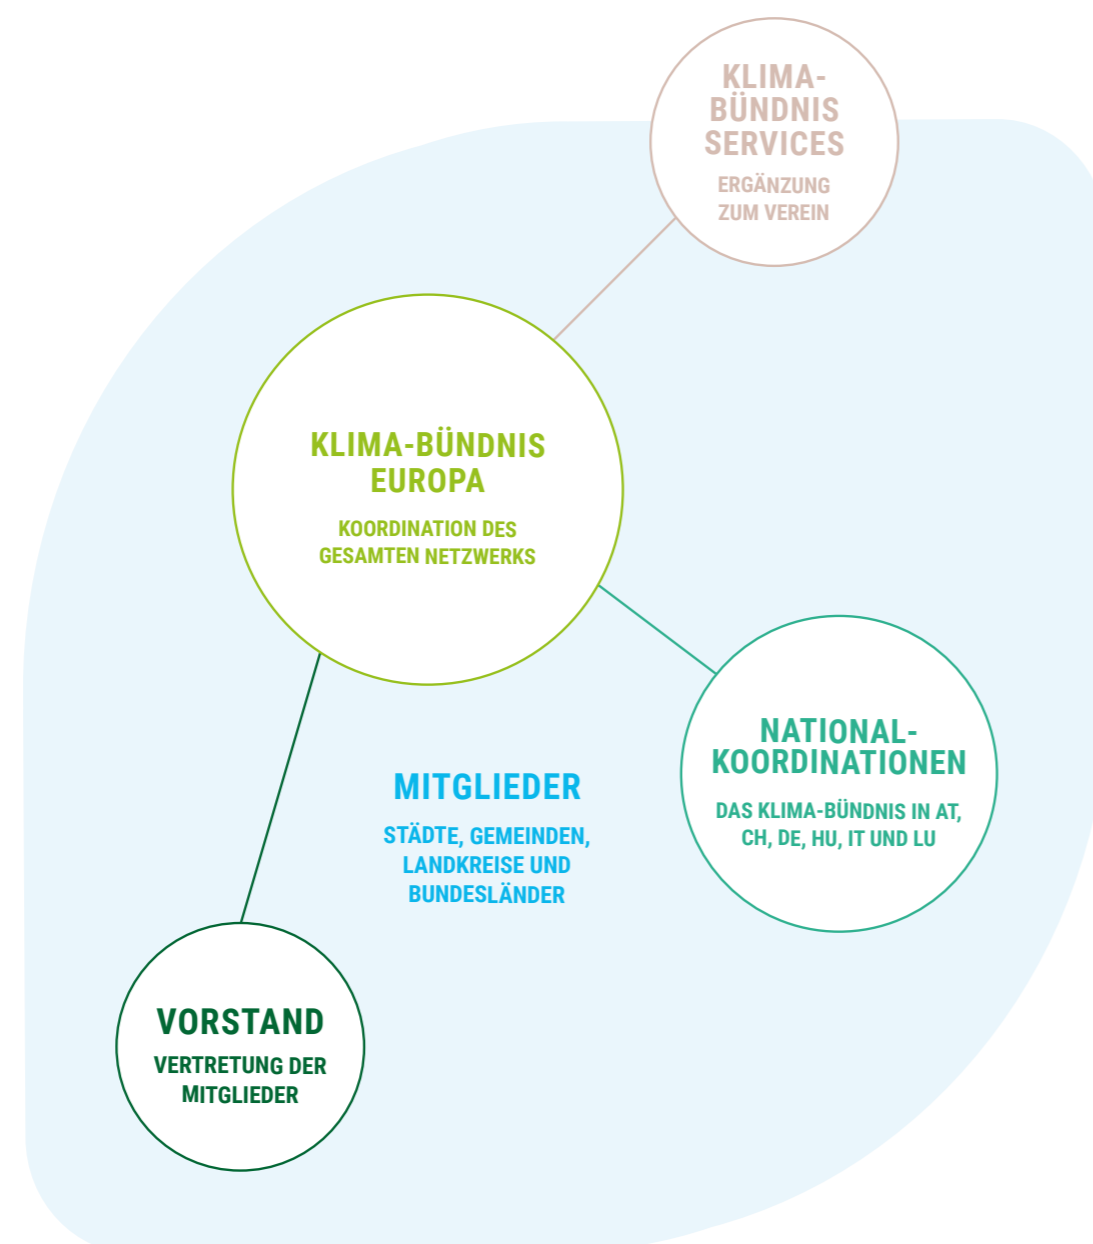 KLIMA-
BÜNDNIS
SERVICES
ERGÄNZUNG
ZUM VEREIN
KLIMA-BÜNDNIS
EUROPA
KOORDINATION DES
GESAMTEN NETZWERKS
NATIONAL-
KOORDINATIONEN
DAS KLIMA-BÜNDNIS IN AT,
CH, DE, HU, IT UND LU
MITGLIEDER
STÄDTE, GEMEINDEN,
LANDKREISE UND
BUNDESLÄNDER
VORSTAND
VERTRETUNG DER
MITGLIEDER